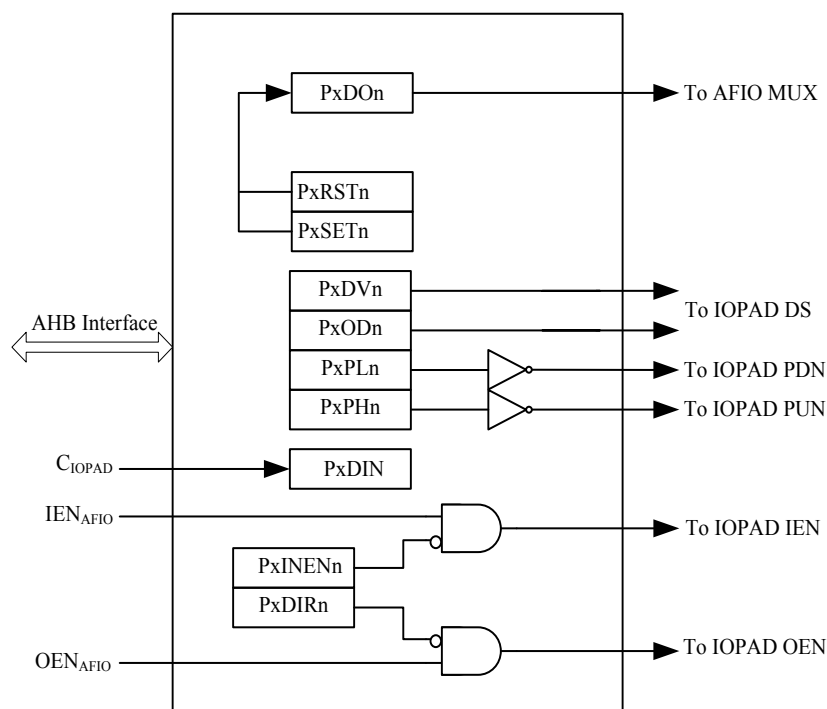 PxDOn
To AFIO MUX
PxRSTn
PxSETn
PxDVn
To IOPAD DS
AHB Interface
PxODn
PxPLn
To IOPAD PDN
PxPHn
To IOPAD PUN
CIOPAD
PxDIN
IENAFIO
To IOPAD IEN
PxINENn
PxDIRn
To IOPAD OEN
OENAFIO